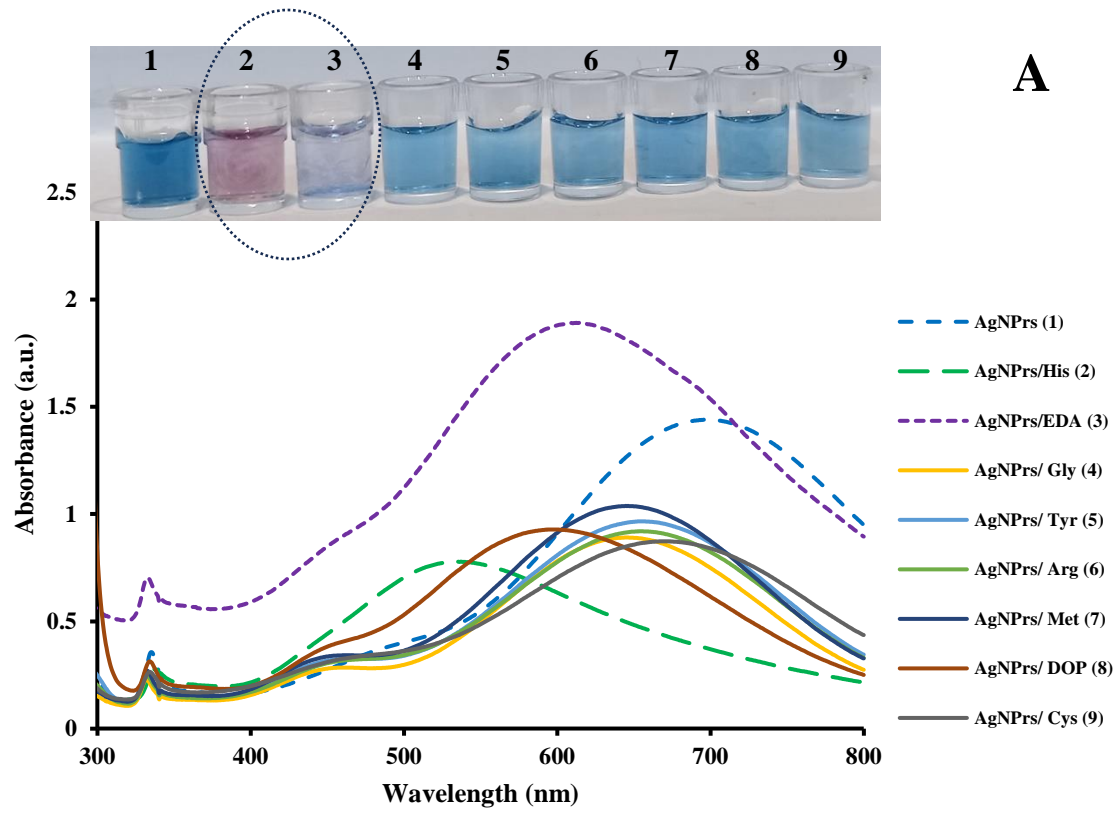 1 2 3 4 5 6 7 8 9
A
2.5
2
1.5
1
0.5
0
300 400 500 600 700 800
Absorbance (a.u.)
Wavelength (nm)
AgNPrs (1)
AgNPrs/His (2)
AgNPrs/EDA (3)
AgNPrs/ Gly (4)
AgNPrs/ Tyr (5)
AgNPrs/ Arg (6)
AgNPrs/ Met (7)
AgNPrs/ DOP (8)
AgNPrs/ Cys (9)